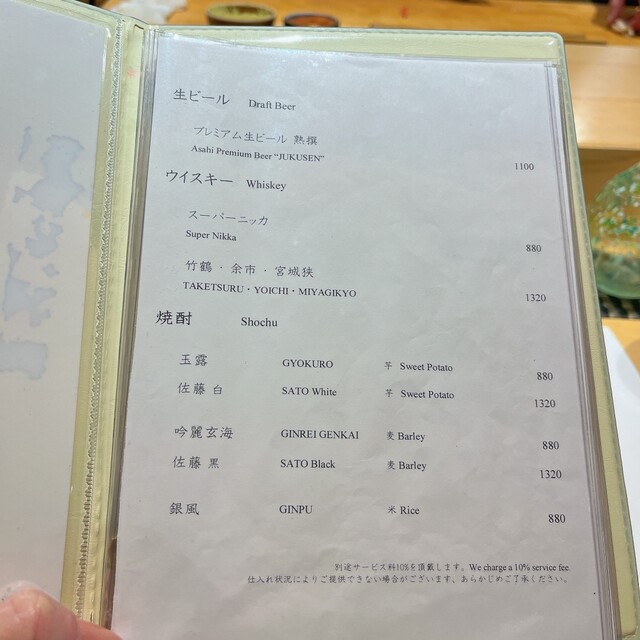 生ビール Draft Beer
プレミアム生ビール 熟撰
Asahi Premium Beer "JUKUSEN" 1100
ウイスキー Whiskey
スーパーニッカ
Super Nikka 880
竹鶴・余市・宮城狭
TAKETSURU・YOICHI・MIYAGIKYO 1320
焼酎 Shochu
玉露 GYOKURO 芋 Sweet Potato 880
佐藤 白 SATO White 芋 Sweet Potato 1320
吟麗玄海 GINREI GENKAI 麦 Barley 880
佐藤 黒 SATO Black 麦 Barley 1320
銀風 GINPU 米 Rice 880
別途サービス料10%を頂戴します。We charge a 10% service fee.
仕入れ状況によりご提供できない場合がございます。あらかじめご了承ください。